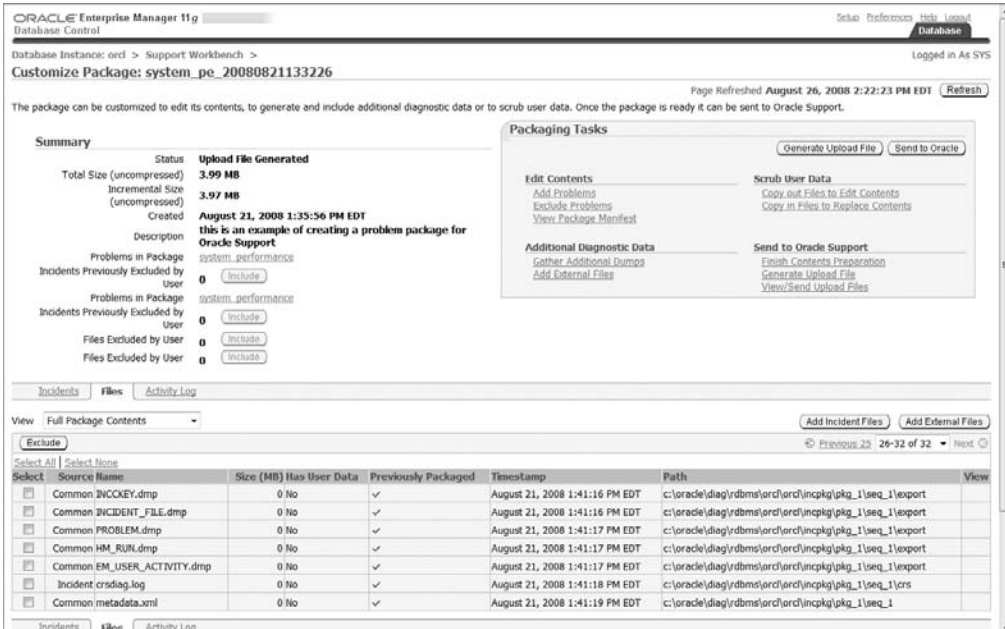 ORACLE Enterprise Manager 11g
Database Control
Setup Preferences Help Logout
Database
Database Instance: orcl > Support Workbench >
Logged in As SYS
Customize Package: system_pe_20080821133226
Page Refreshed August 26, 2008 2:22:23 PM EDT Refresh
The package can be customized to edit its contents, to generate and include additional diagnostic data or to scrub user data. Once the package is ready it can be sent to Oracle Support.
Summary
Status Upload File Generated
Total Size (uncompressed) 3.99 MB
Incremental Size
(uncompressed) 3.97 MB
Created August 21, 2008 1:35:56 PM EDT
Description this is an example of creating a problem package for
Oracle Support
Problems in Package system_performance
Incidents Previously Excluded by
User 0 Include
Problems in Package system_performance
Incidents Previously Excluded by
User 0 Include
Files Excluded by User 0 Include
Files Excluded by User 0 Include
Packaging Tasks
Generate Upload File Send to Oracle
Edit Contents
Add Problems
Exclude Problems
View Package Manifest
Scrub User Data
Copy out Files to Edit Contents
Copy in Files to Replace Contents
Additional Diagnostic Data
Gather Additional Dumps
Add External Files
Send to Oracle Support
Finish Contents Preparation
Generate Upload File
View/Send Upload Files
Incidents Files Activity Log
View Full Package Contents
Add Incident Files Add External Files
Exclude
Previous 25 26-32 of 32 Next
Select All | Select None
Select Source Name Size (MB) Has User Data Previously Packaged Timestamp Path View
Common INCCKEY.dmp 0 No ✓ August 21, 2008 1:41:16 PM EDT c:\oracle\diag\rdbms\orcl\orcl\incpkg\pkg_1\seq_1\export
Common INCIDENT_FILE.dmp 0 No ✓ August 21, 2008 1:41:16 PM EDT c:\oracle\diag\rdbms\orcl\orcl\incpkg\pkg_1\seq_1\export
Common PROBLEM.dmp 0 No ✓ August 21, 2008 1:41:17 PM EDT c:\oracle\diag\rdbms\orcl\orcl\incpkg\pkg_1\seq_1\export
Common HM_RUN.dmp 0 No ✓ August 21, 2008 1:41:17 PM EDT c:\oracle\diag\rdbms\orcl\orcl\incpkg\pkg_1\seq_1\export
Common EM_USER_ACTIVITY.dmp 0 No ✓ August 21, 2008 1:41:17 PM EDT c:\oracle\diag\rdbms\orcl\orcl\incpkg\pkg_1\seq_1\export
Incident crsdiag.log 0 No ✓ August 21, 2008 1:41:18 PM EDT c:\oracle\diag\rdbms\orcl\orcl\incpkg\pkg_1\seq_1\crs
Common metadata.xml 0 No ✓ August 21, 2008 1:41:19 PM EDT c:\oracle\diag\rdbms\orcl\orcl\incpkg\pkg_1\seq_1
Incidents Files Activity Log